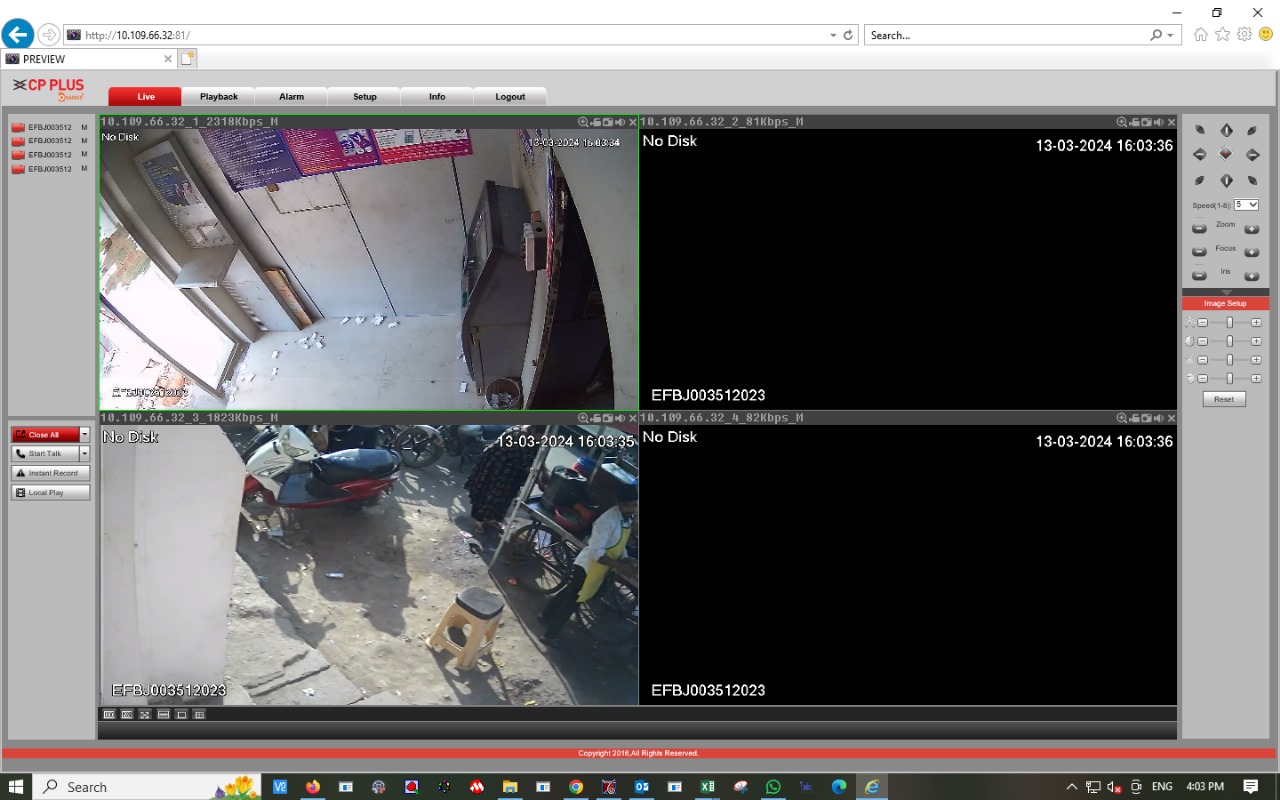 http://10.109.66.32:81/
Search...
PREVIEW
CP PLUS
ORANGE
Live
Playback
Alarm
Setup
Info
Logout
EFBJ003512 M
EFBJ003512 M
EFBJ003512 M
EFBJ003512 M
10.109.66.32_1_2318Kbps_M
No Disk
13-03-2024 16:03:34
EFBJ003512023
10.109.66.32_2_81Kbps_M
No Disk
13-03-2024 16:03:36
EFBJ003512023
10.109.66.32_3_1823Kbps_M
No Disk
13-03-2024 16:03:35
EFBJ003512023
10.109.66.32_4_82Kbps_M
No Disk
13-03-2024 16:03:36
EFBJ003512023
Speed(1-8): 5
Zoom
Focus
Iris
Image Setup
Reset
Close All
Start Talk
Instant Record
Local Play
Copyright 2016,All Rights Reserved.
Search
ENG
4:03 PM